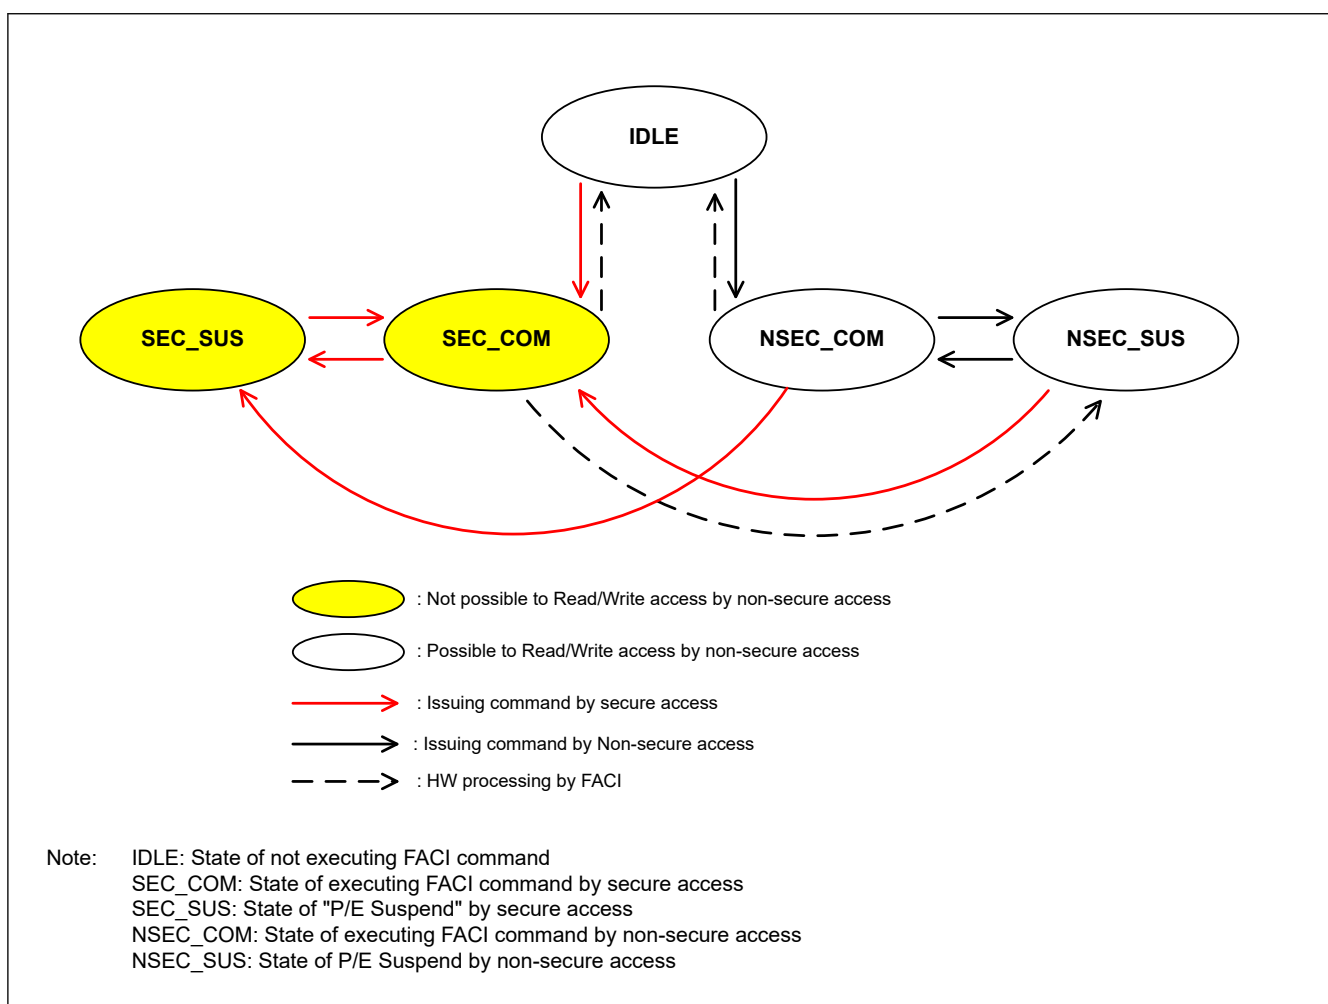 IDLE
SEC_SUS
SEC_COM
NSEC_COM
NSEC_SUS
: Not possible to Read/Write access by non-secure access
: Possible to Read/Write access by non-secure access
: Issuing command by secure access
: Issuing command by Non-secure access
: HW processing by FACI
Note: IDLE: State of not executing FACI command
SEC_COM: State of executing FACI command by secure access
SEC_SUS: State of "P/E Suspend" by secure access
NSEC_COM: State of executing FACI command by non-secure access
NSEC_SUS: State of P/E Suspend by non-secure access